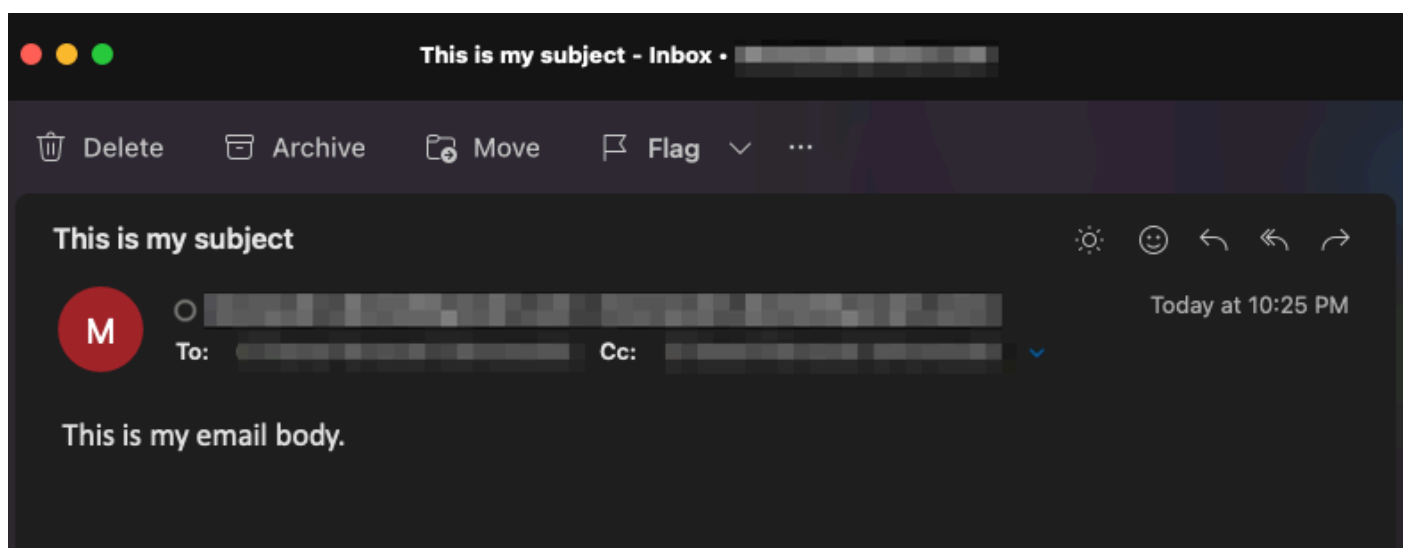 This is my subject - Inbox •
Delete Archive Move Flag ...
This is my subject
M
Today at 10:25 PM
To: Cc:
This is my email body.